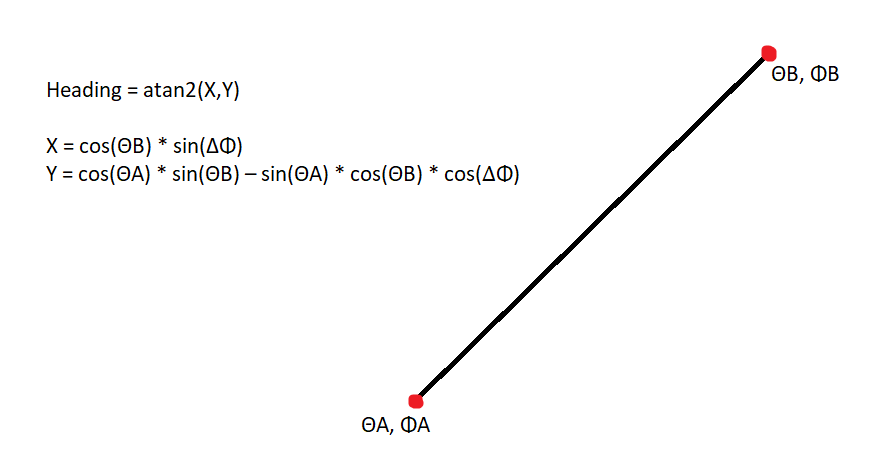 ΘB, ΦB
Heading = atan2(X,Y)
X = cos(ΘB) * sin(ΔΦ)
Y = cos(ΘA) * sin(ΘB) – sin(ΘA) * cos(ΘB) * cos(ΔΦ)
ΘA, ΦA